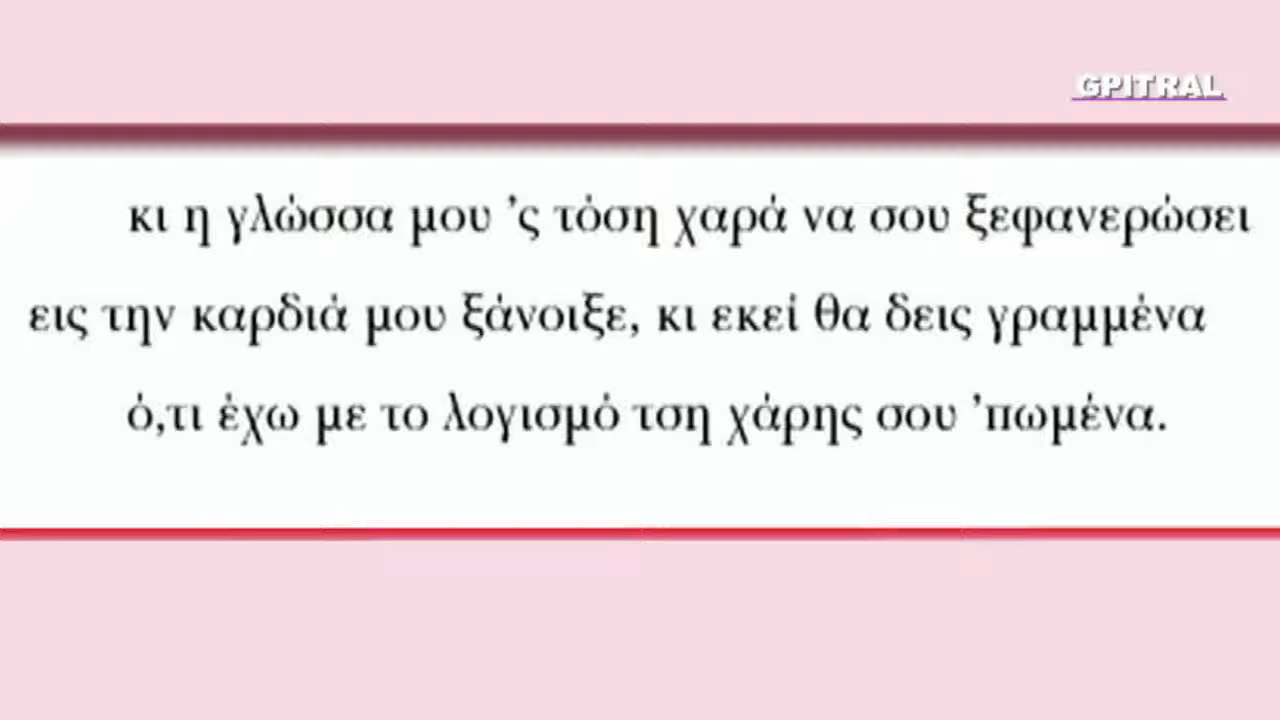 GPITRAL
κι η γλώσσα μου ’ς τόση χαρά να σου ξεφανερώσει
εις την καρδιά μου ξάνοιξε, κι εκεί θα δεις γραμμένα
ό,τι έχω με το λογισμό τση χάρης σου ’πωμένα.